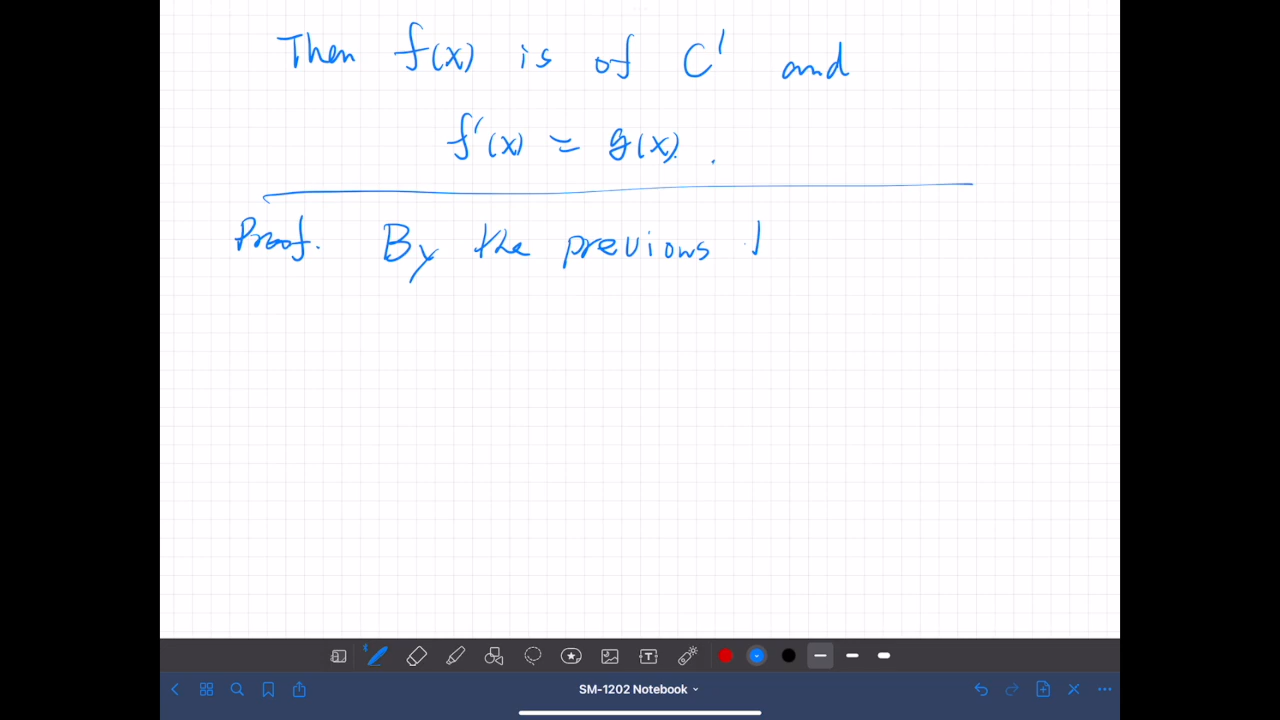 Then f(x) is of C' and
f'(x) = g(x).
Proof. By the previous
SM-1202 Notebook